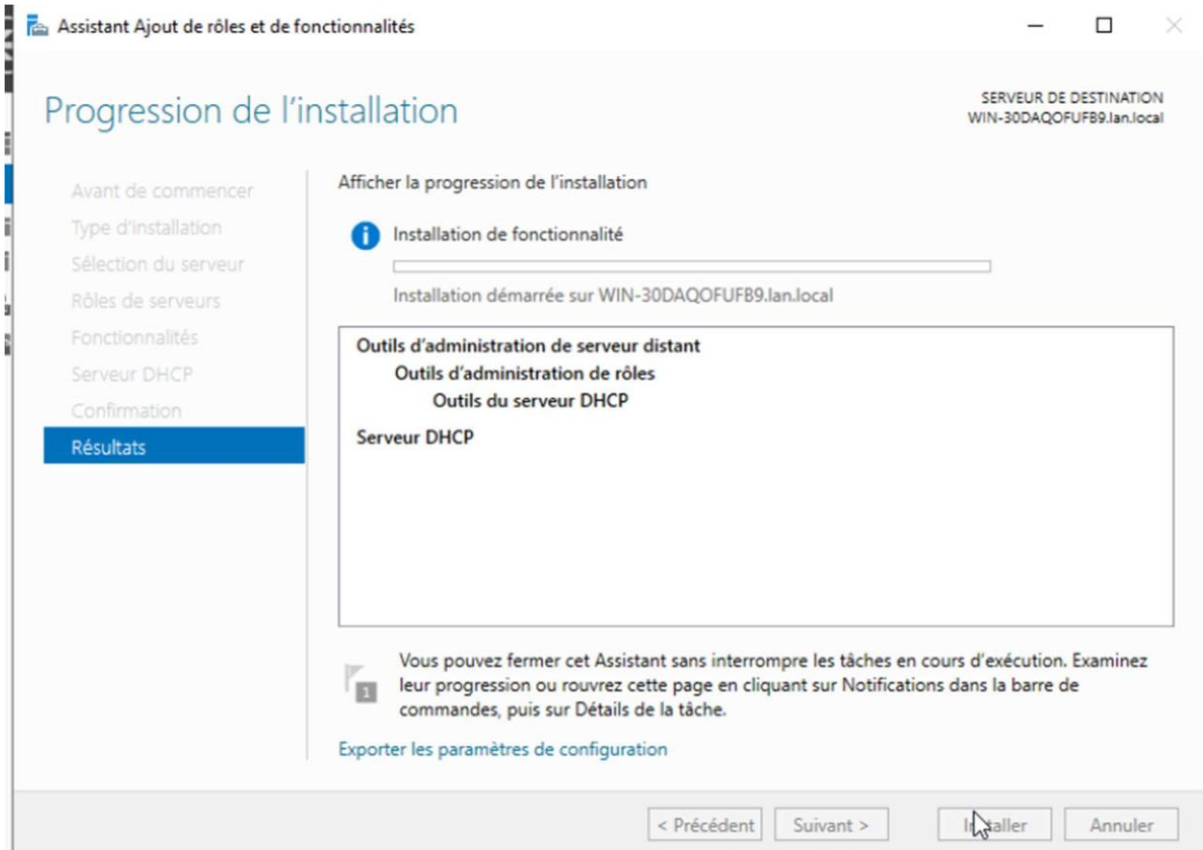 Assistant Ajout de rôles et de fonctionnalités
Progression de l'installation
SERVEUR DE DESTINATION
WIN-30DAQOFUFB9.lan.local
Avant de commencer
Type d'installation
Sélection du serveur
Rôles de serveurs
Fonctionnalités
Serveur DHCP
Confirmation
Résultats
Afficher la progression de l'installation
Installation de fonctionnalité
Installation démarrée sur WIN-30DAQOFUFB9.lan.local
Outils d'administration de serveur distant
Outils d'administration de rôles
Outils du serveur DHCP
Serveur DHCP
1
Vous pouvez fermer cet Assistant sans interrompre les tâches en cours d'exécution. Examinez
leur progression ou rouvrez cette page en cliquant sur Notifications dans la barre de
commandes, puis sur Détails de la tâche.
Exporter les paramètres de configuration
< Précédent
Suivant >
Installer
Annuler